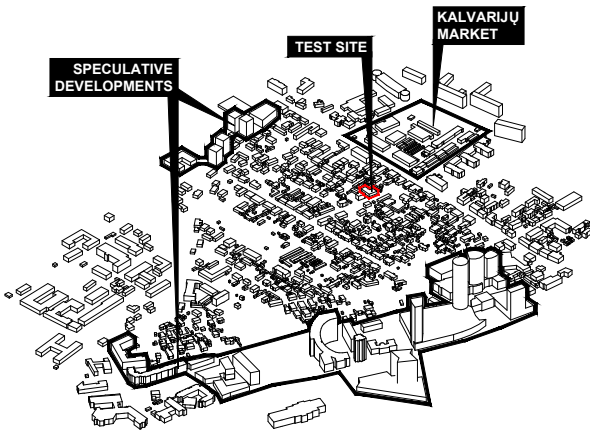 KALVARIJŲ
MARKET
TEST SITE
SPECULATIVE
DEVELOPMENTS